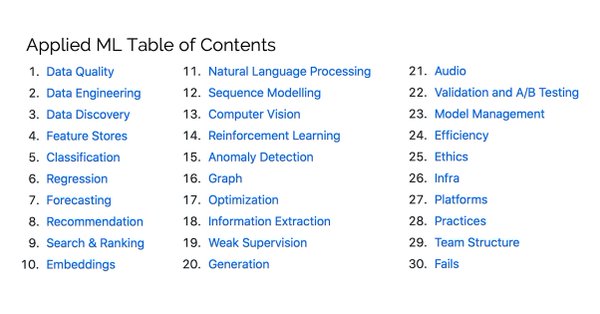 Applied ML Table of Contents
1. Data Quality
2. Data Engineering
3. Data Discovery
4. Feature Stores
5. Classification
6. Regression
7. Forecasting
8. Recommendation
9. Search & Ranking
10. Embeddings
11. Natural Language Processing
12. Sequence Modelling
13. Computer Vision
14. Reinforcement Learning
15. Anomaly Detection
16. Graph
17. Optimization
18. Information Extraction
19. Weak Supervision
20. Generation
21. Audio
22. Validation and A/B Testing
23. Model Management
24. Efficiency
25. Ethics
26. Infra
27. Platforms
28. Practices
29. Team Structure
30. Fails